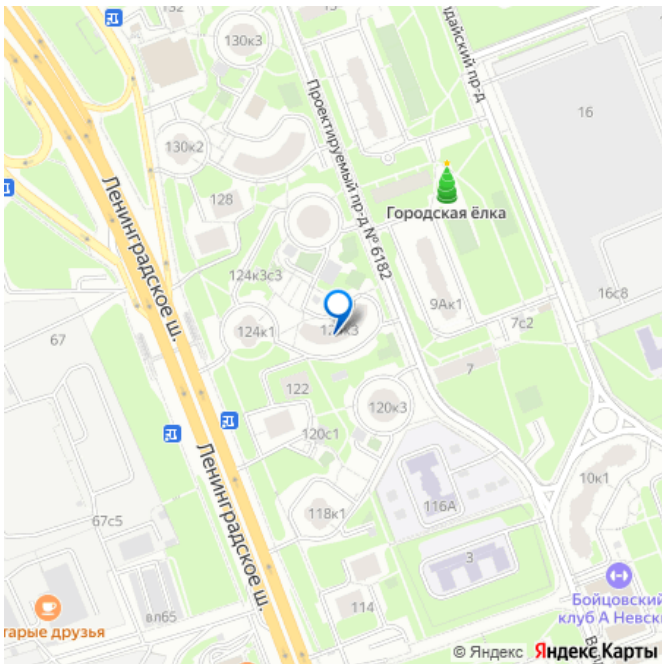 132
130к3
дайский пр-д
16
130к2
Проектируемый пр-д № 6182
Ленинградское ш.
128
Городская ёлка
124к3с3
16с8
9Ак1
67
124к1
7с2
7
122
120к3
120с1
10к1
116А
118к1
67с5
Ленинградское ш.
3
вл65
114
тарые друзья
Бойцовский
клуб А Невск
© Яндекс Яндекс Карты